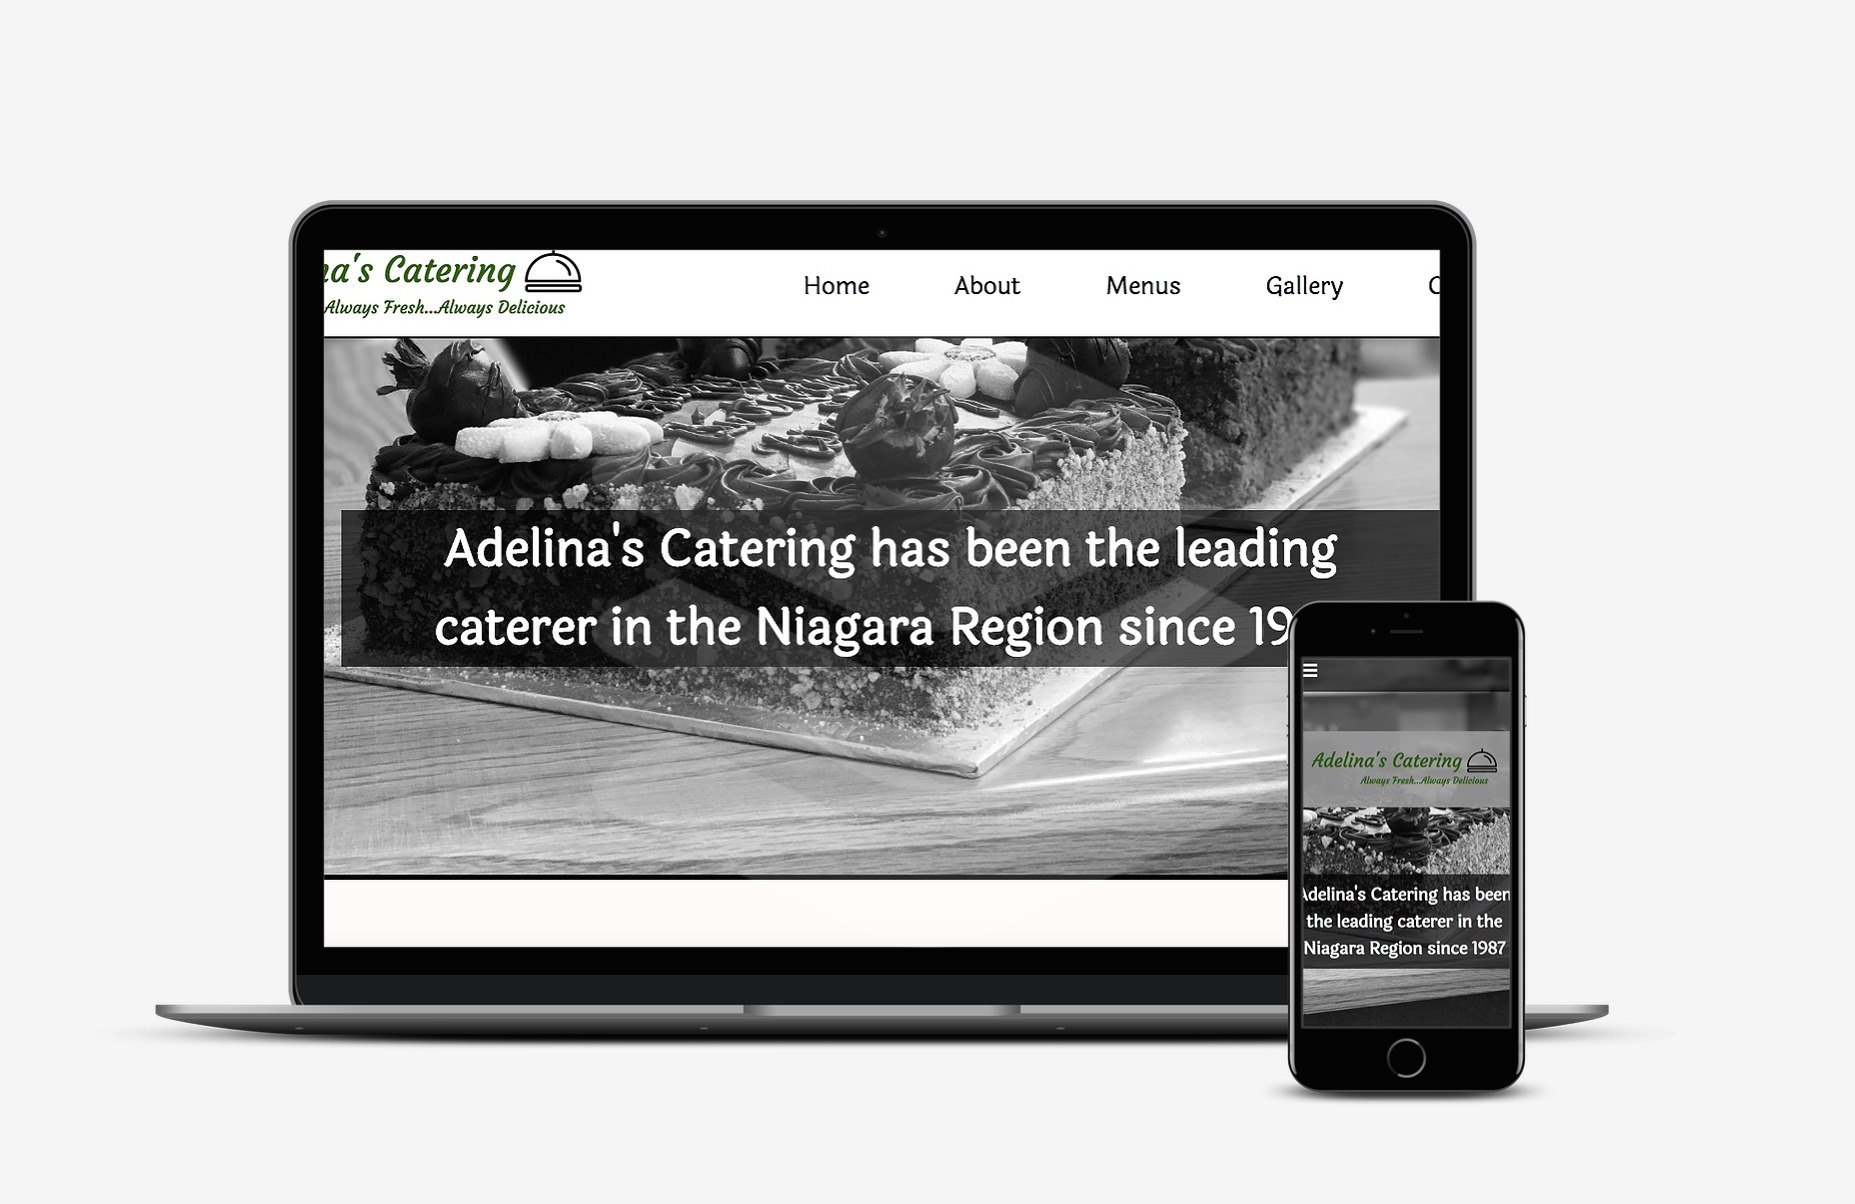 na's Catering
Always Fresh...Always Delicious
Home About Menus Gallery C
Adelina's Catering has been the leading
caterer in the Niagara Region since 19
Adelina's Catering
Always Fresh...Always Delicious
Adelina's Catering has been
the leading caterer in the
Niagara Region since 1987